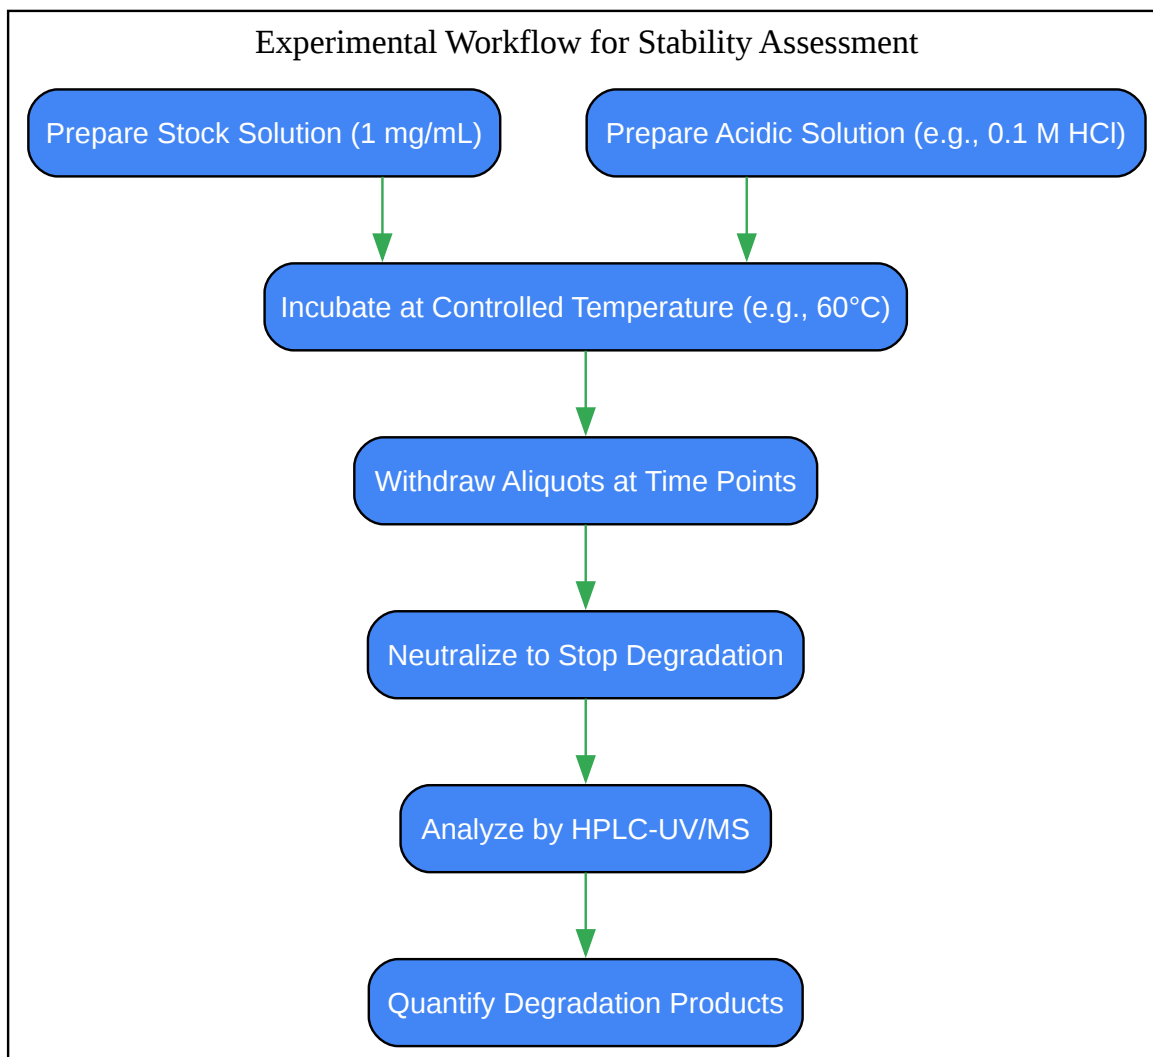 Experimental Workflow for Stability Assessment
Prepare Stock Solution (1 mg/mL)
Prepare Acidic Solution (e.g., 0.1 M HCl)
Incubate at Controlled Temperature (e.g., 60°C)
Withdraw Aliquots at Time Points
Neutralize to Stop Degradation
Analyze by HPLC-UV/MS
Quantify Degradation Products